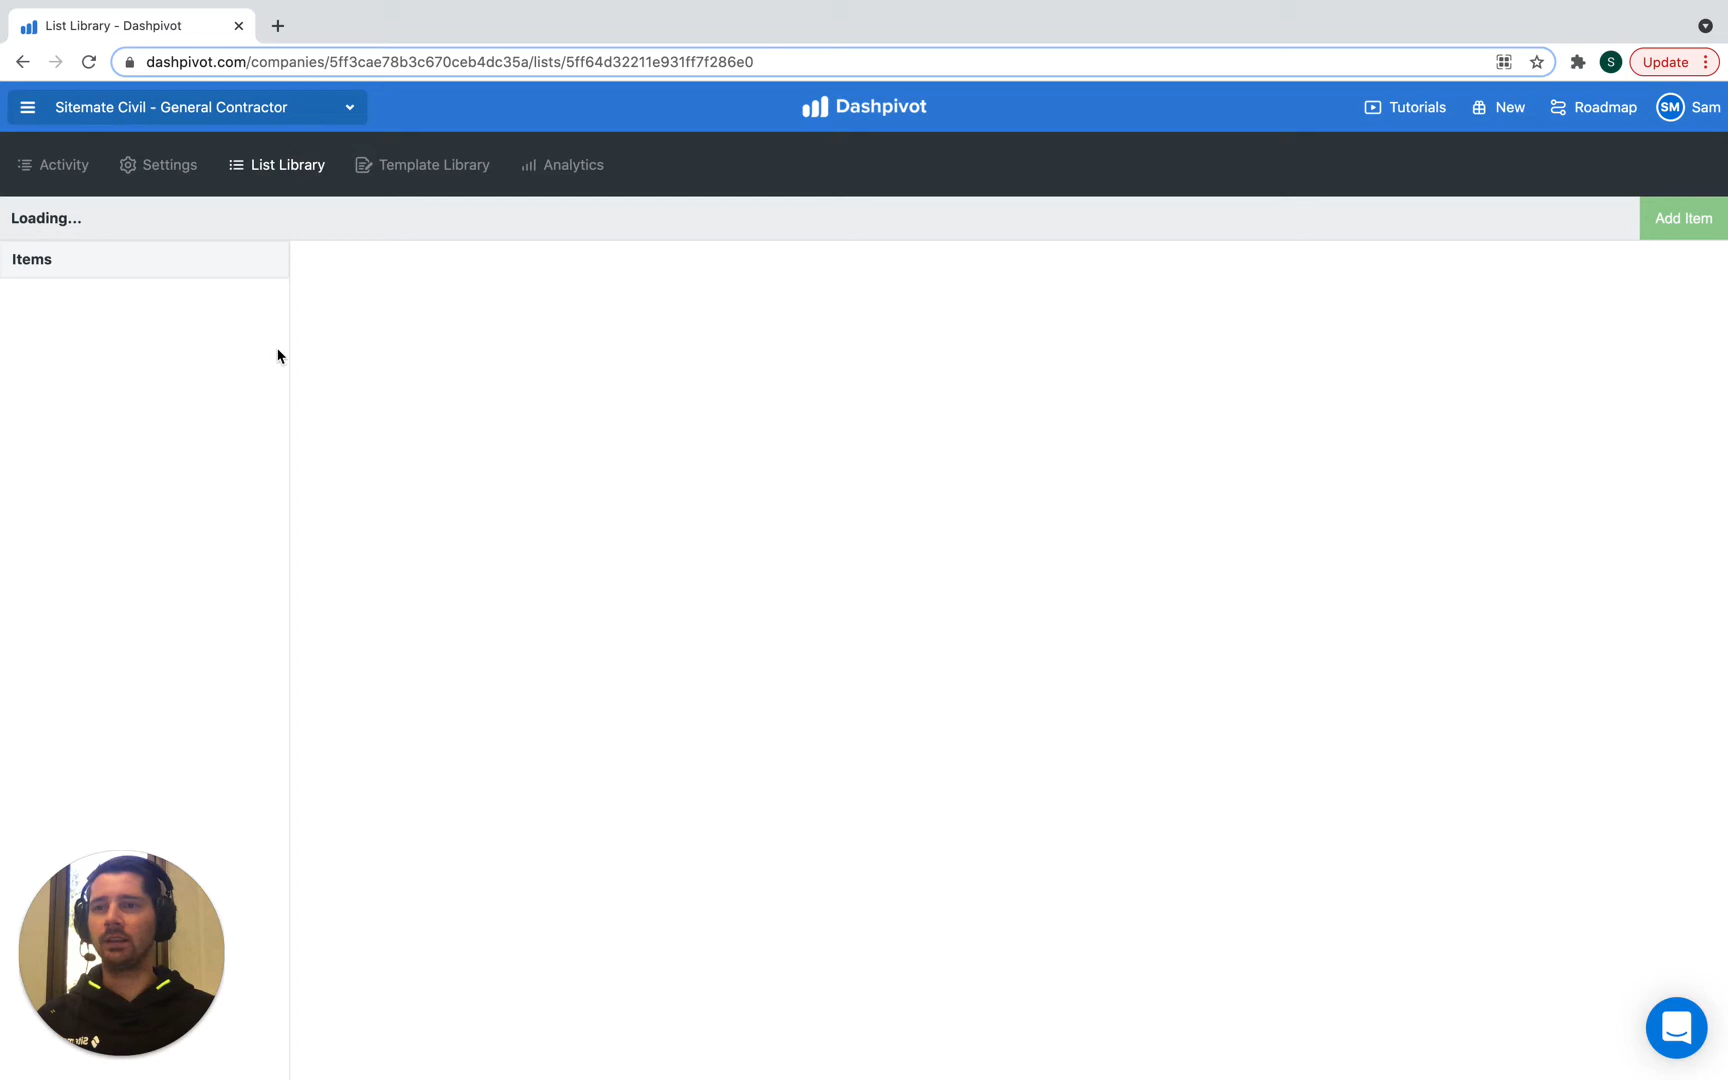 List Library - Dashpivot
dashpivot.com/companies/5ff3cae78b3c670ceb4dc35a/lists/5ff64d32211e931ff7f286e0
S
Update
Sitemate Civil - General Contractor
Dashpivot
Tutorials
New
Roadmap
SM
Sam
Activity
Settings
List Library
Template Library
Analytics
Loading...
Add Item
Items